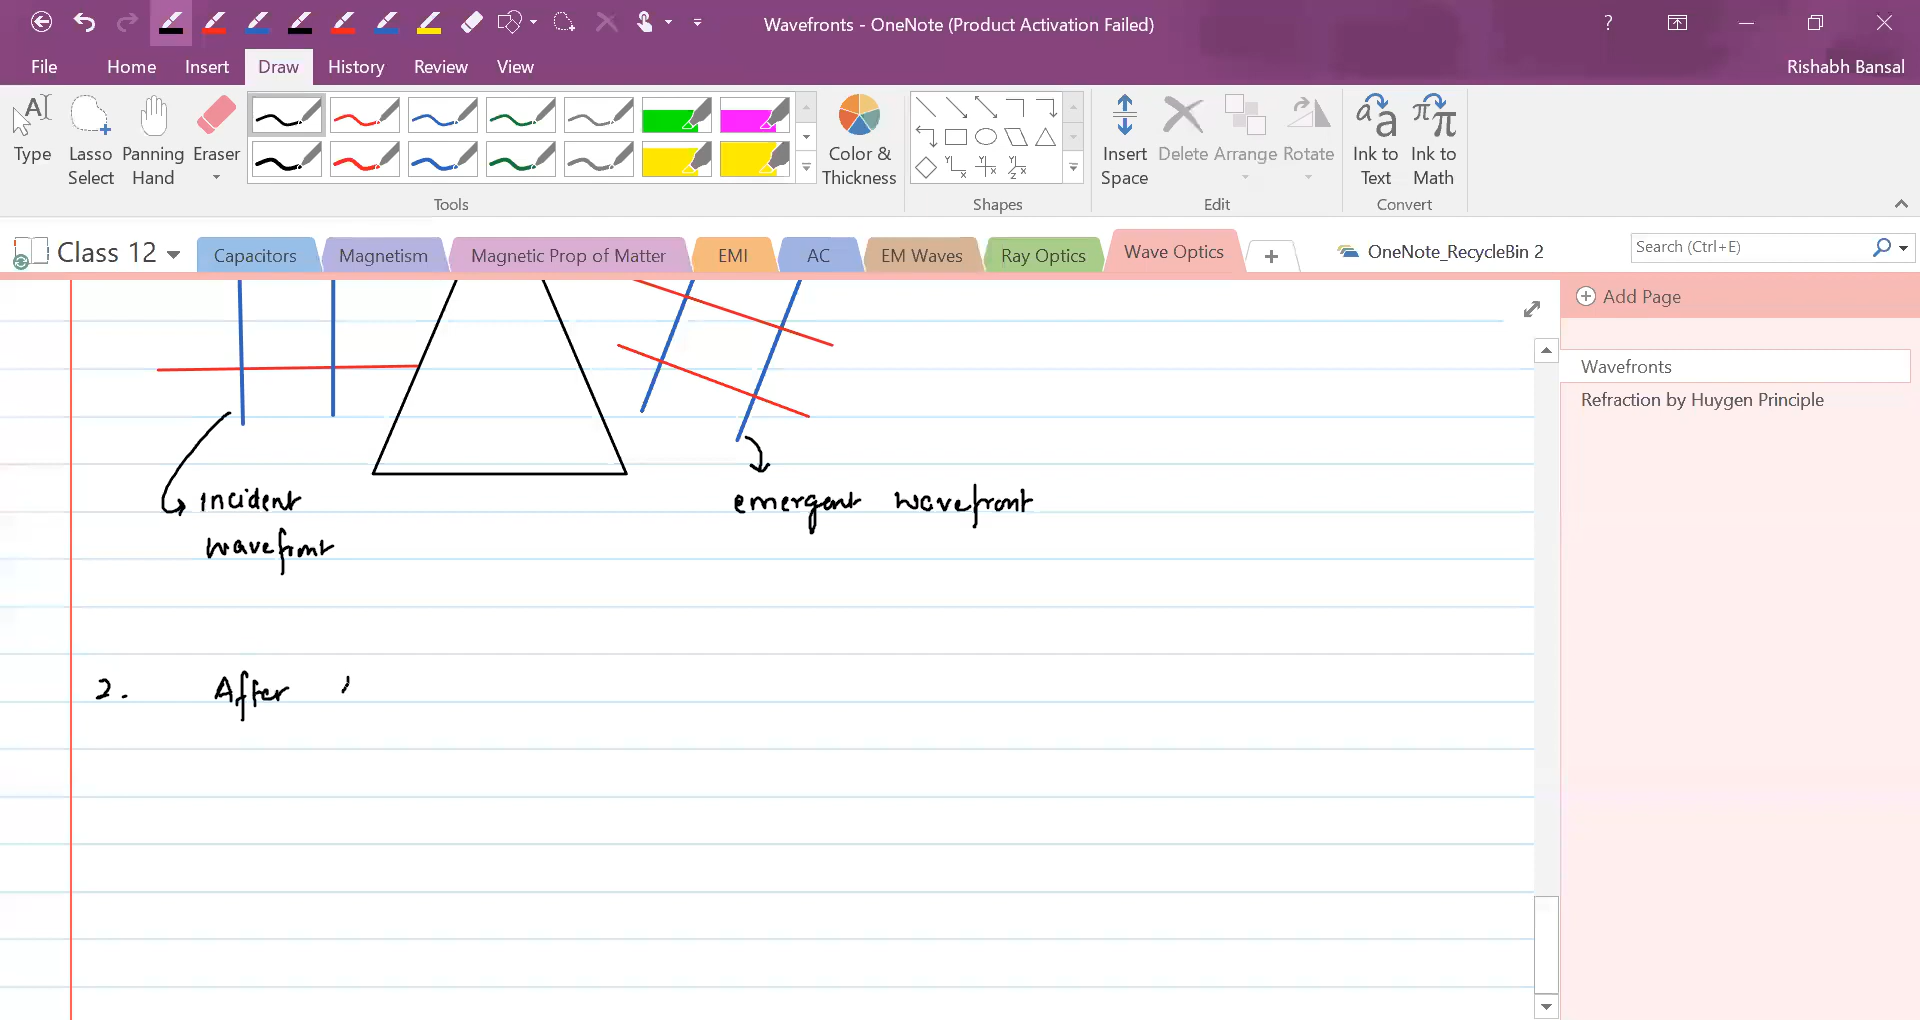 Wavefronts - OneNote (Product Activation Failed)
?
File Home Insert Draw History Review View
Rishabh Bansal
Type
Lasso Select
Panning Hand
Eraser
Color & Thickness
Insert Space
Delete
Arrange
Rotate
Ink to Text
Ink to Math
Tools
Shapes
Edit
Convert
Class 12
Capacitors Magnetism Magnetic Prop of Matter EMI AC EM Waves Ray Optics Wave Optics + OneNote_RecycleBin 2
Search (Ctrl+E)
Add Page
Wavefronts
Refraction by Huygen Principle
incident
wavefront
emergent wavefront
2. After